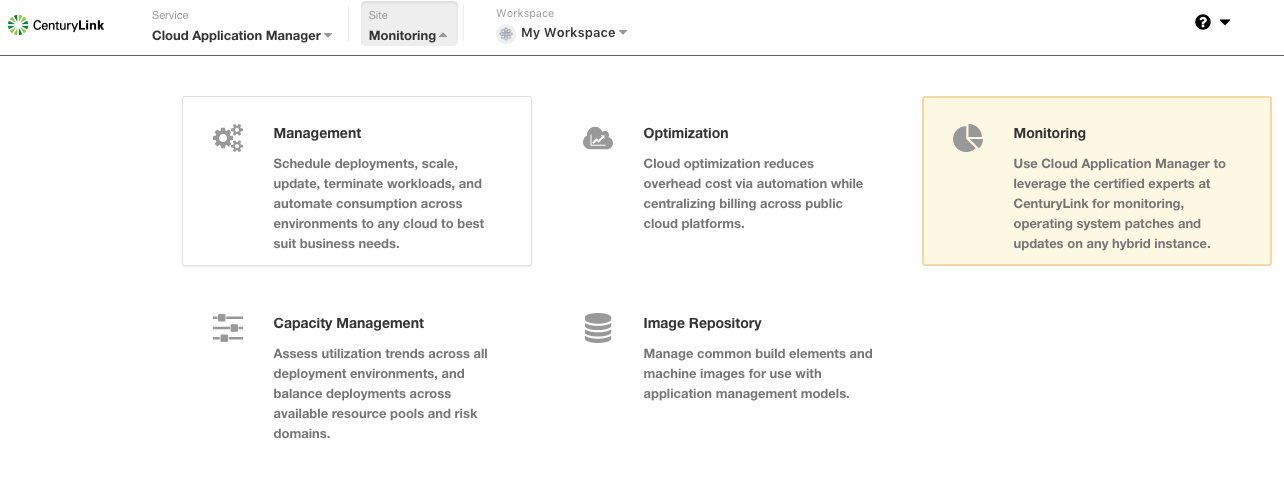 CenturyLink
Service
Cloud Application Manager
Site
Monitoring
Workspace
My Workspace
?
Management
Schedule deployments, scale,
update, terminate workloads, and
automate consumption across
environments to any cloud to best
suit business needs.
Optimization
Cloud optimization reduces
overhead cost via automation while
centralizing billing across public
cloud platforms.
Monitoring
Use Cloud Application Manager to
leverage the certified experts at
CenturyLink for monitoring,
operating system patches and
updates on any hybrid instance.
Capacity Management
Assess utilization trends across all
deployment environments, and
balance deployments across
available resource pools and risk
domains.
Image Repository
Manage common build elements and
machine images for use with
application management models.